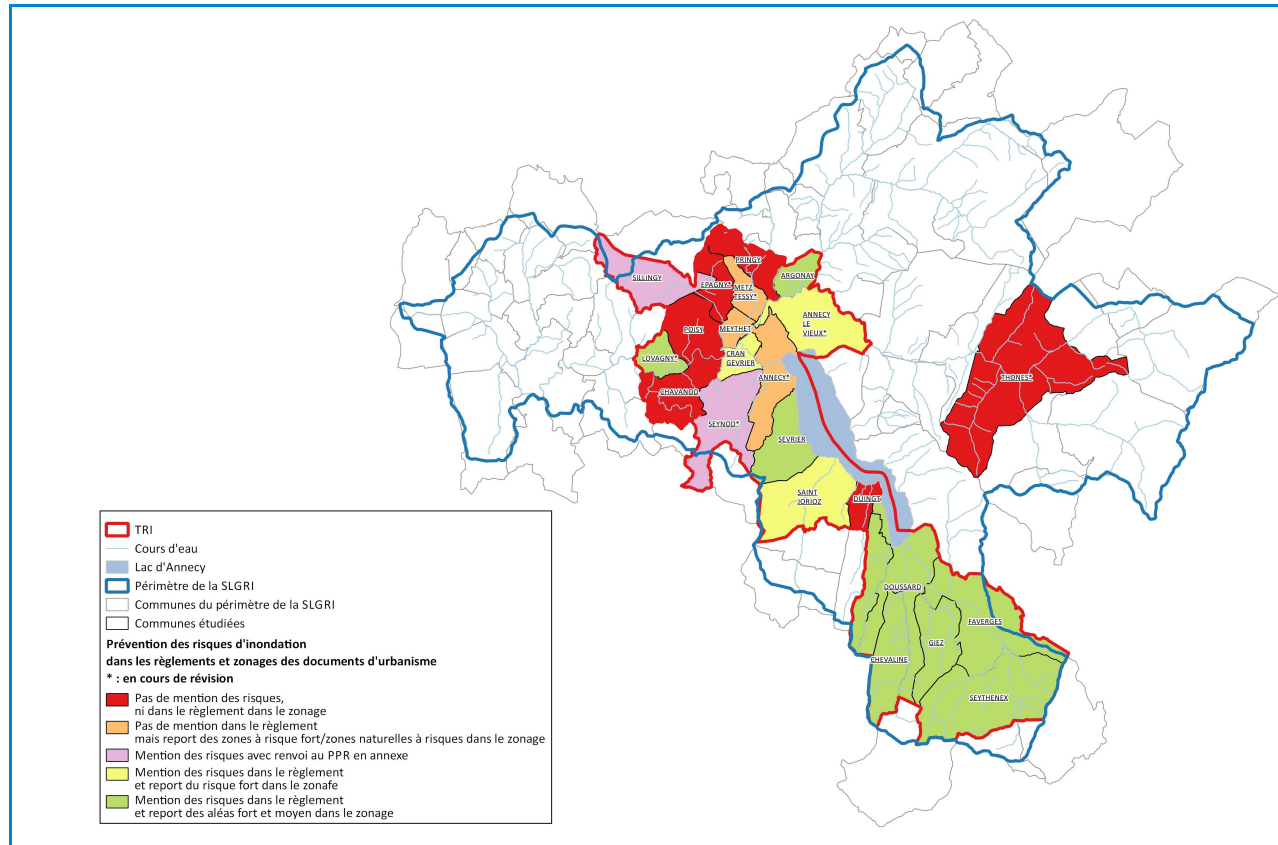 PRINGY
ARGONAY
SILLINGY
EPAGNY*
METZ
TESSY*
ANNECY
LE
VIEUX*
POISY
MEYTHET
CRAN
GEVRIER
LOVAGNY*
ANNECY*
THONES*
CHAVANOD
SEYNOD*
SEVRIER
SAINT
JORIOZ
DUINGT
DOUSSARD
FAVERGES
GIEZ
CHEVALINE
SEYTHENEX
TRI
Cours d'eau
Lac d'Annecy
Périmètre de la SLGRI
Communes du périmètre de la SLGRI
Communes étudiées
Prévention des risques d'inondation
dans les règlements et zonages des documents d'urbanisme
* : en cours de révision
Pas de mention des risques,
ni dans le règlement dans le zonage
Pas de mention dans le règlement
mais report des zones à risque fort/zones naturelles à risques dans le zonage
Mention des risques avec renvoi au PPR en annexe
Mention des risques dans le règlement
et report du risque fort dans le zonafe
Mention des risques dans le règlement
et report des aléas fort et moyen dans le zonage